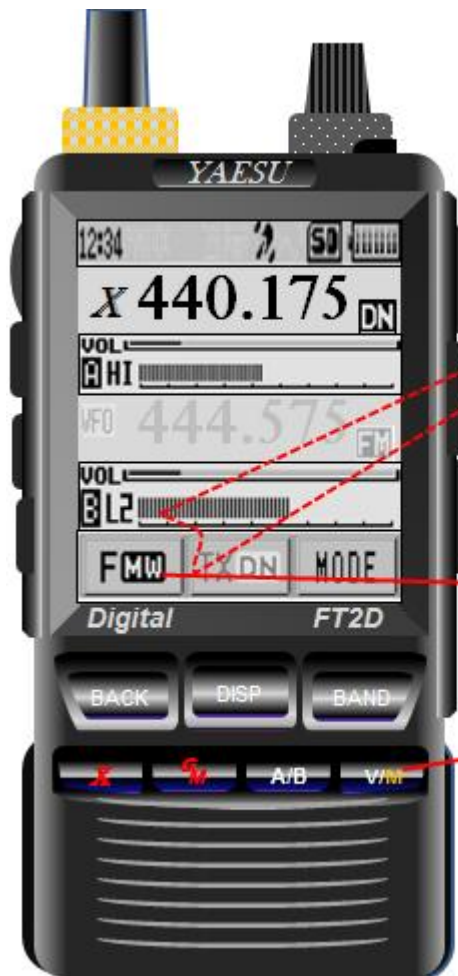 YAESU
12:34 SD
X 440.175 DN
VOL
A HI
VFO 444.575 FM
VOL
B L2
F MW TX DN MODE
Digital FT2D
BACK DISP BAND
X GM A/B V/M